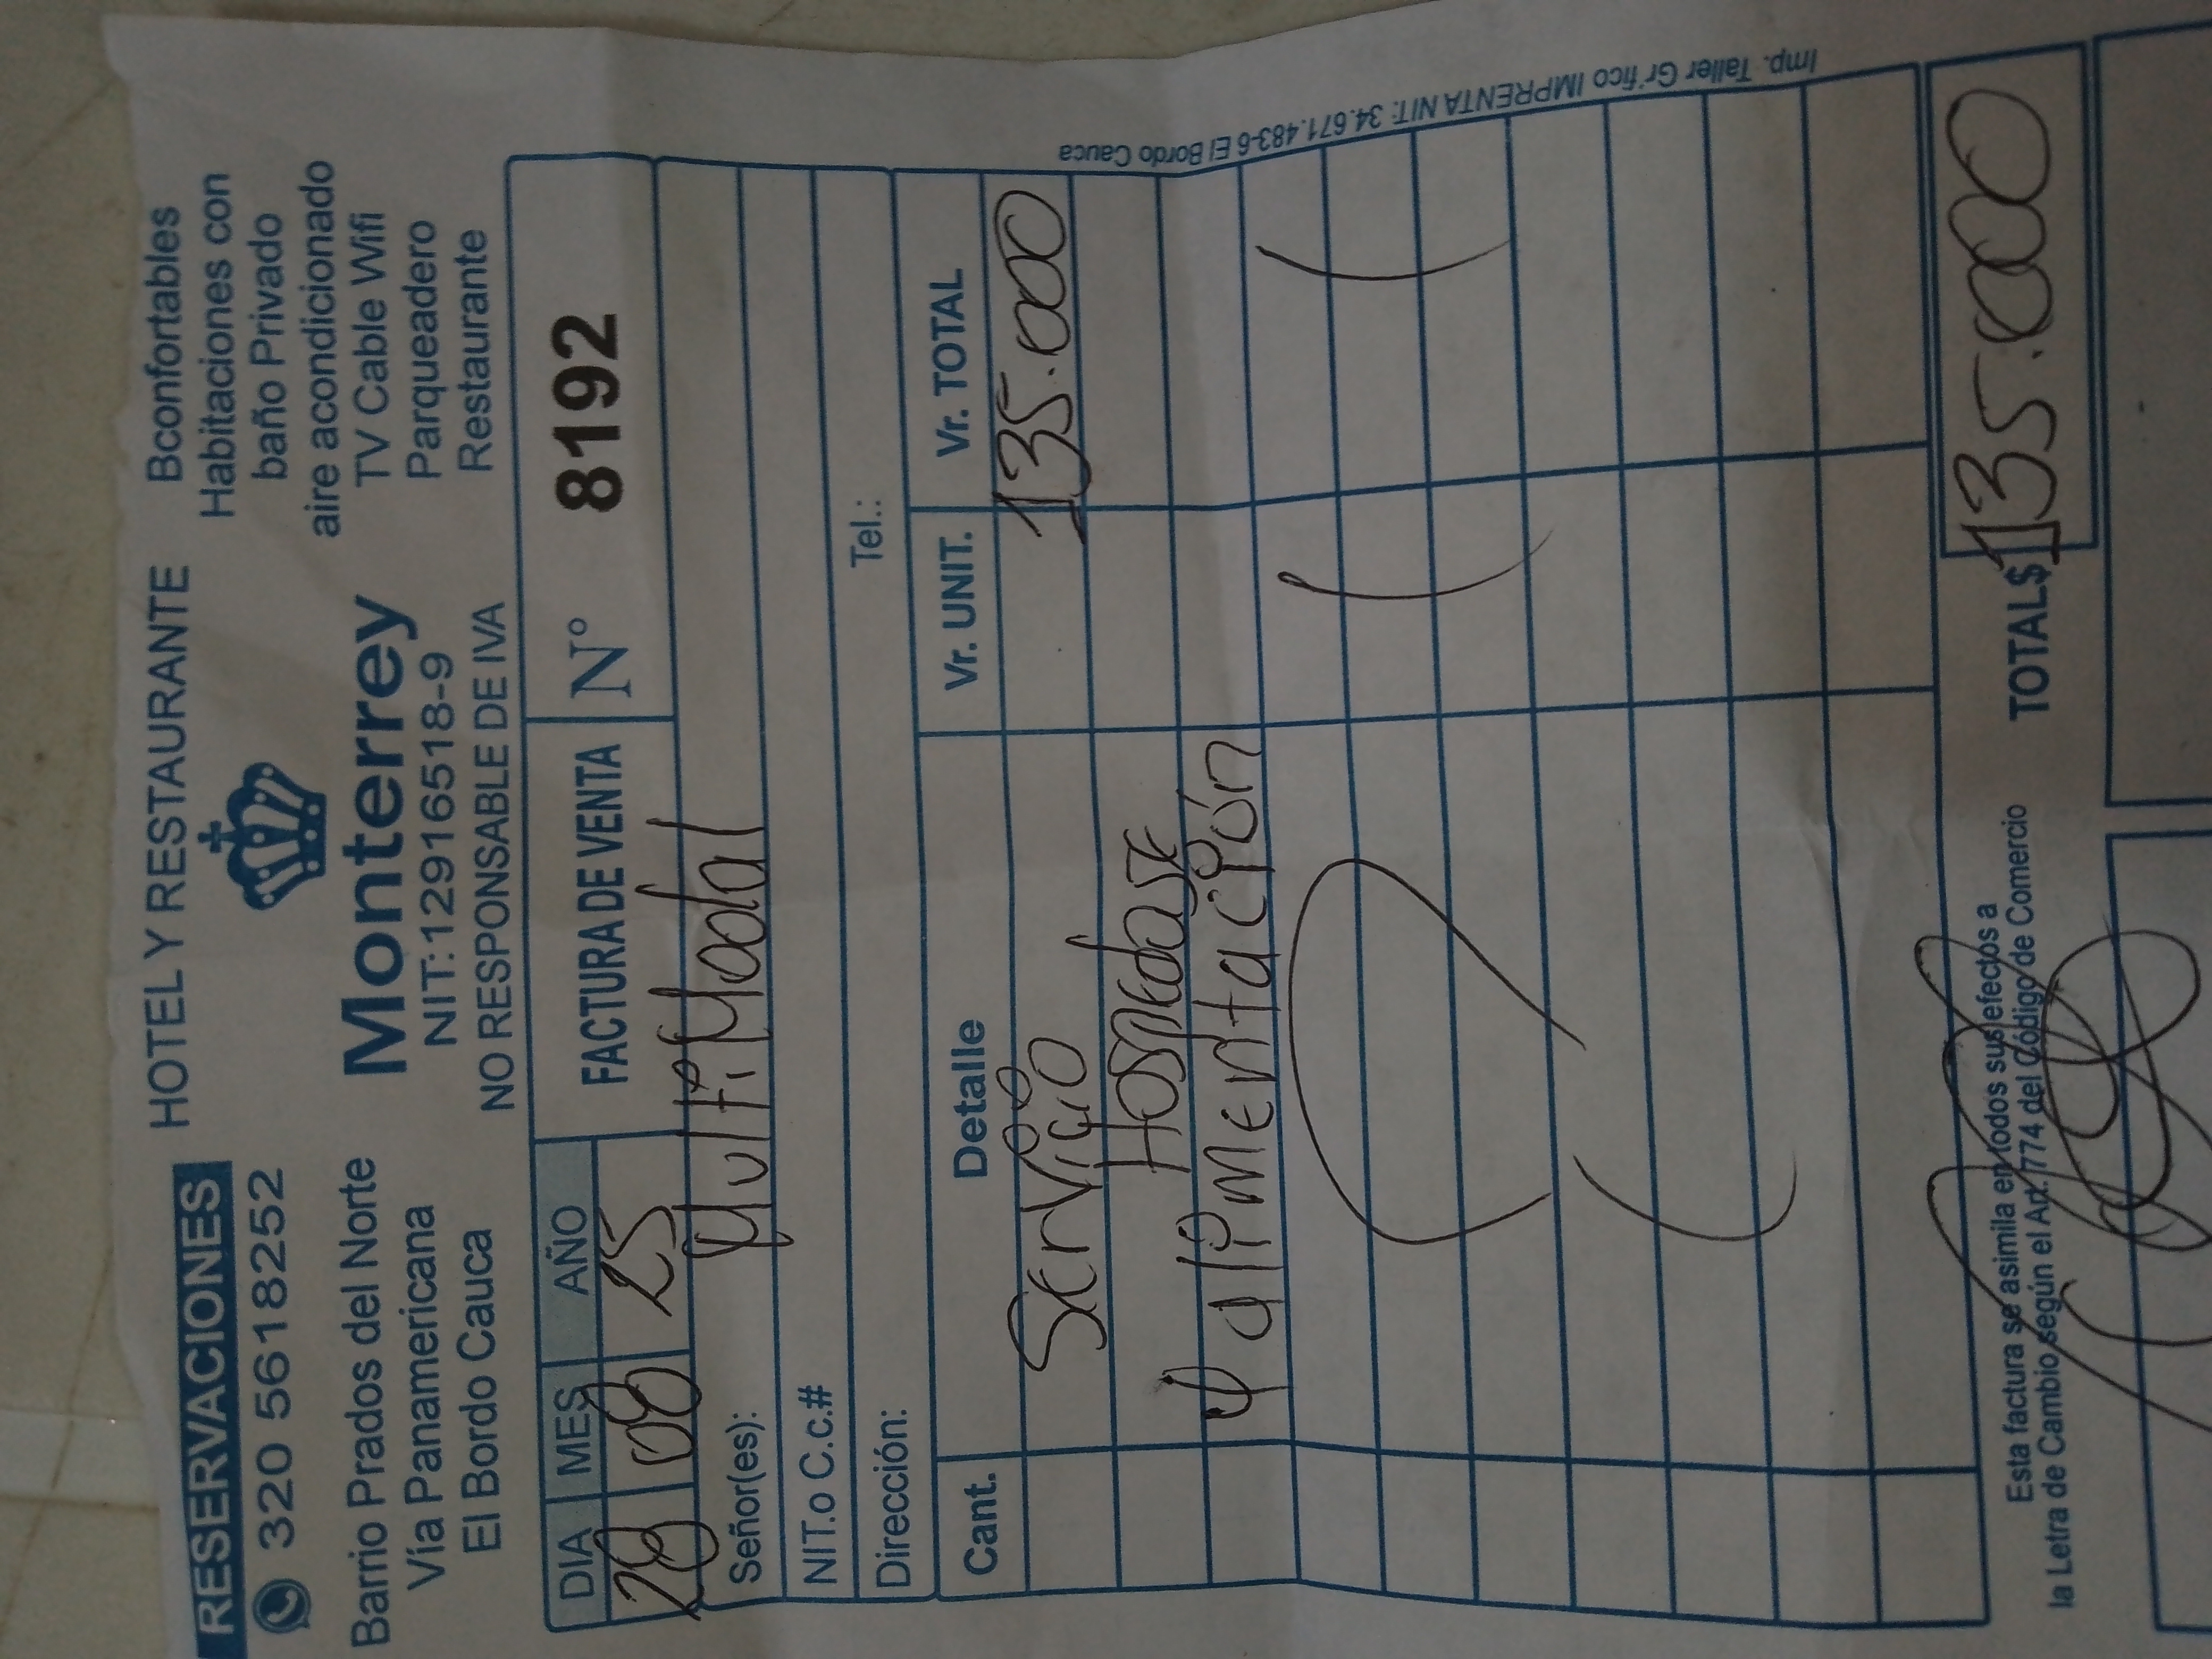 RESERVACIONES
320 5618252
Barrio Prados del Norte
Vía Panamericana
El Bordo Cauca
HOTEL Y RESTAURANTE
Monterrey
NIT:12916518-9
NO RESPONSABLE DE IVA
Bconfortables
Habitaciones con
baño Privado
aire acondicionado
TV Cable Wifi
Parqueadero
Restaurante
DIA MES AÑO FACTURA DE VENTA N° 8192
28 08 25
Señor(es): MultiModal
NIT.o C.c.#
Dirección: Tel.:
Cant. Detalle Vr. UNIT. Vr. TOTAL
Servicio 135.000
Hospedaje
y alimentación
Esta factura se asimila en todos sus efectos a
la Letra de Cambio según el Art. 774 del Código de Comercio
TOTAL$ 135.000
Imp. Taller Gr fico IMPRENTA NIT: 34.671.483-6 El Bordo Cauca